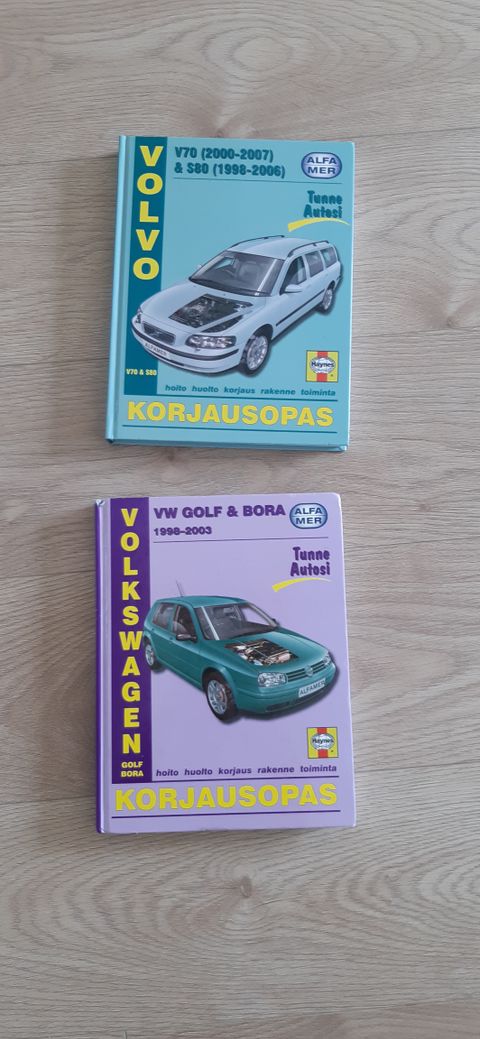 VOLVO
V70 (2000-2007)
& S80 (1998-2006)
ALFA
MER
Tunne
Autosi
ALFAMER
Haynes
V70 & S80
hoito huolto korjaus rakenne toiminta
KORJAUSOPAS
VOLKSWAGEN
VW GOLF & BORA
1998-2003
ALFA
MER
Tunne
Autosi
ALFAMER
Haynes
GOLF
BORA
hoito huolto korjaus rakenne toiminta
KORJAUSOPAS